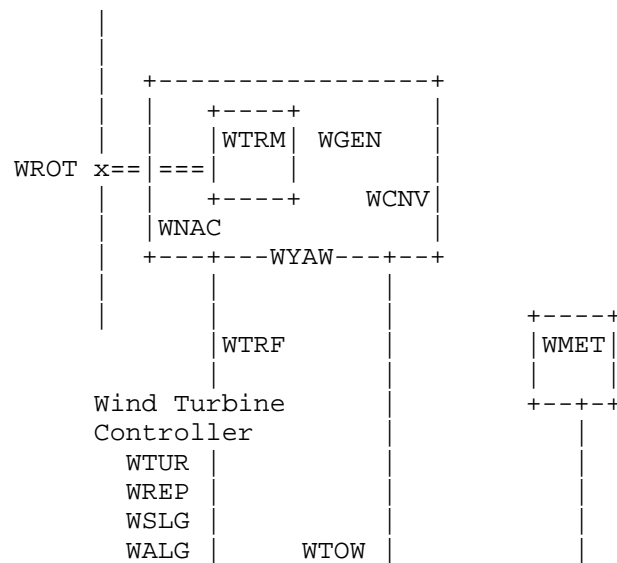 WTRM WGEN
WROT x== ===
WCNV
WNAC
WYAW
WTRF WMET
Wind Turbine
Controller
WTUR
WREP
WSLG
WALG WTOW